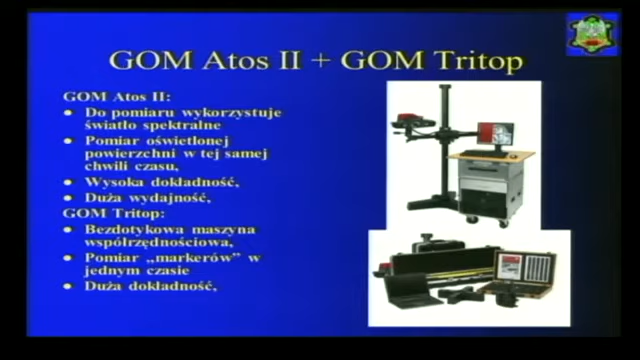 GOM Atos II + GOM Tritop
GOM Atos II:
Do pomiaru wykorzystuje
światło spektralne
Pomiar oświetlonej
powierzchni w tej samej
chwili czasu,
Wysoka dokładność,
Duża wydajność,
GOM Tritop:
Bezdotykowa maszyna
współrzędnościowa,
Pomiar „markerów” w
jednym czasie
Duża dokładność,